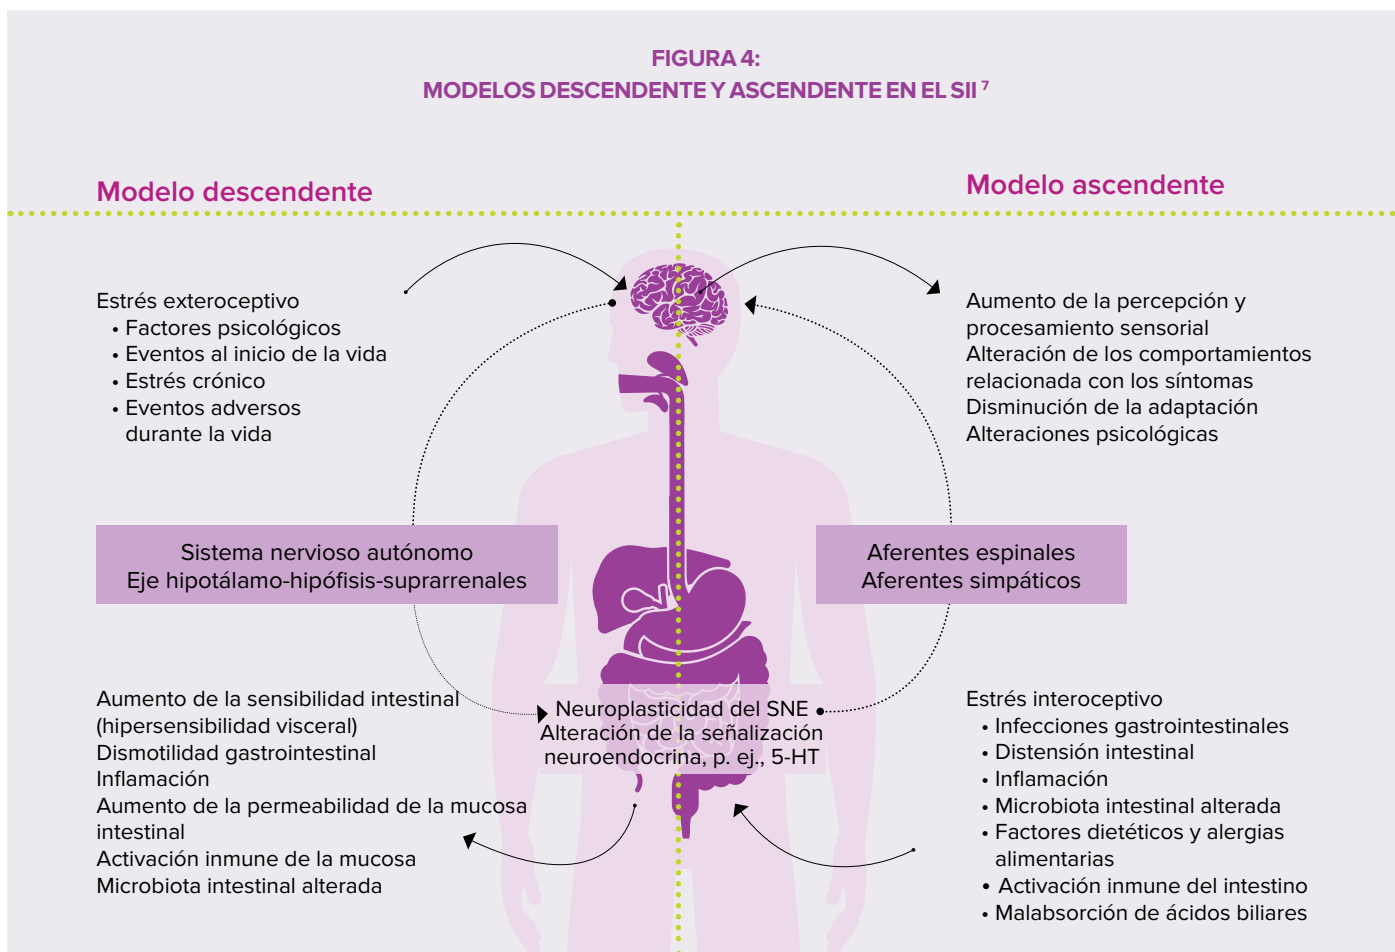 FIGURA 4:
MODELOS DESCENDENTE Y ASCENDENTE EN EL SII ⁷
Modelo descendente
Estrés exteroceptivo
• Factores psicológicos
• Eventos al inicio de la vida
• Estrés crónico
• Eventos adversos
durante la vida
Sistema nervioso autónomo
Eje hipotálamo-hipófisis-suprarrenales
Aumento de la sensibilidad intestinal
(hipersensibilidad visceral)
Dismotilidad gastrointestinal
Inflamación
Aumento de la permeabilidad de la mucosa
intestinal
Activación inmune de la mucosa
Microbiota intestinal alterada
Neuroplasticidad del SNE
Alteración de la señalización
neuroendocrina, p. ej., 5-HT
Modelo ascendente
Aumento de la percepción y
procesamiento sensorial
Alteración de los comportamientos
relacionada con los síntomas
Disminución de la adaptación
Alteraciones psicológicas
Aferentes espinales
Aferentes simpáticos
Estrés interoceptivo
• Infecciones gastrointestinales
• Distensión intestinal
• Inflamación
• Microbiota intestinal alterada
• Factores dietéticos y alergias
alimentarias
• Activación inmune del intestino
• Malabsorción de ácidos biliares